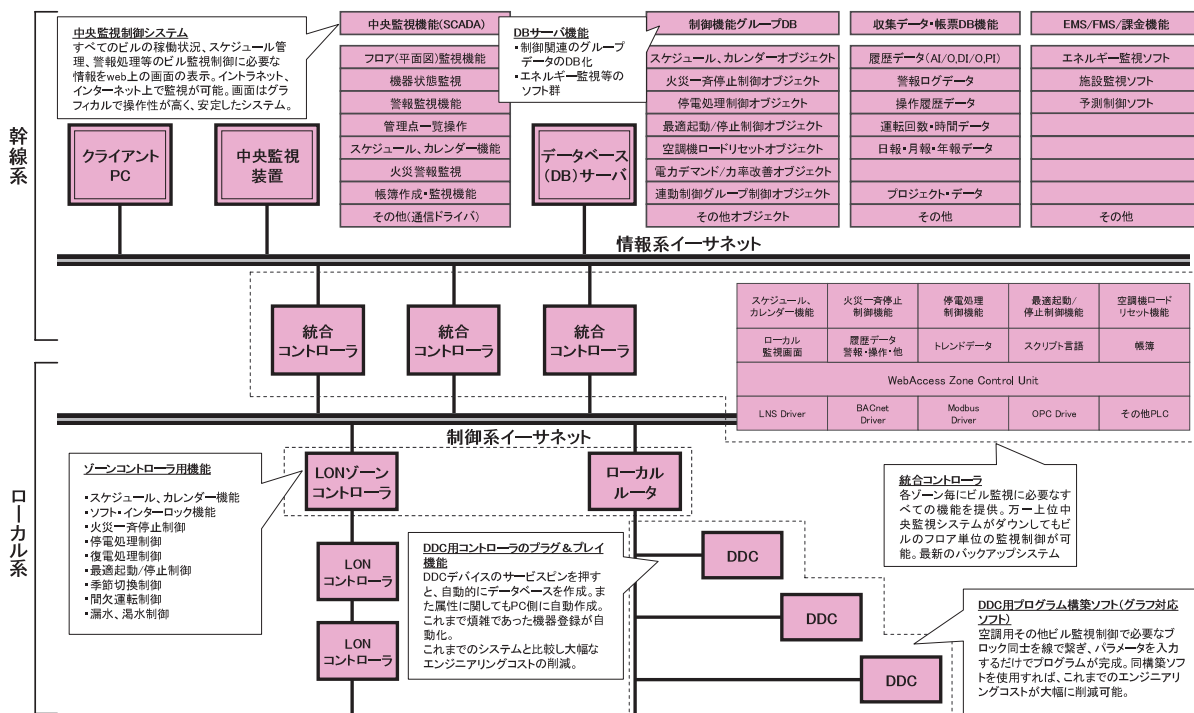 幹線系
ローカル系
中央監視制御システム
すべてのビルの稼働状況、スケジュール管
理、警報処理等のビル監視制御に必要な
情報をweb上の画面の表示。イントラネット、
インターネット上で監視が可能。画面はグラ
フィカルで操作性が高く、安定したシステム。
クライアント
PC
中央監視
装置
中央監視機能(SCADA)
フロア(平面図)監視機能
機器状態監視
警報監視機能
管理点一覧操作
スケジュール、カレンダー機能
火災警報監視
帳簿作成・監視機能
その他(通信ドライバ)
DBサーバ機能
・制御関連のグループ
データのDB化
・エネルギー監視等の
ソフト群
データベース
(DB)サーバ
制御機能グループDB
スケジュール、カレンダーオブジェクト
火災一斉停止制御オブジェクト
停電処理制御オブジェクト
最適起動/停止制御オブジェクト
空調機ロードリセットオブジェクト
電力デマンド/力率改善オブジェクト
連動制御グループ制御オブジェクト
その他オブジェクト
収集データ・帳票DB機能
履歴データ(AI/O,DI/O,PI)
警報ログデータ
操作履歴データ
運転回数・時間データ
日報・月報・年報データ
プロジェクト・データ
その他
EMS/FMS/課金機能
エネルギー監視ソフト
施設監視ソフト
予測制御ソフト
その他
情報系イーサネット
統合
コントローラ
統合
コントローラ
統合
コントローラ
スケジュール、
カレンダー機能
火災一斉停止
制御機能
停電処理
制御機能
最適起動/
停止制御機能
空調機ロード
リセット機能
ローカル
監視画面
履歴データ
警報・操作・他
トレンドデータ
スクリプト言語
帳簿
WebAccess Zone Control Unit
LNS Driver
BACnet
Driver
Modbus
Driver
OPC Drive
その他PLC
制御系イーサネット
ゾーンコントローラ用機能
・スケジュール、カレンダー機能
・ソフト・インターロック機能
・火災一斉停止制御
・停電処理制御
・復電処理制御
・最適起動/停止制御
・季節切換制御
・間欠運転制御
・漏水、渇水制御
LONゾーン
コントローラ
ローカル
ルータ
LON
コントローラ
LON
コントローラ
DDC用コントローラのプラグ&プレイ
機能
DDCデバイスのサービスピンを押す
と、自動的にデータベースを作成。ま
た属性に関してもPC側に自動作成。
これまで煩雑であった機器登録が自
動化。
これまでのシステムと比較し大幅な
エンジニアリングコストの削減。
DDC
DDC
DDC
統合コントローラ
各ゾーン毎にビル監視に必要なす
べての機能を提供。万一上位中
央監視システムがダウンしてもビ
ルのフロア単位の監視制御が可
能。最新のバックアップシステム
DDC用プログラム構築ソフト(グラフ対応
ソフト)
空調用その他ビル監視制御で必要なブ
ロック同士を線で繋ぎ、パラメータを入力
するだけでプログラムが完成。同構築ソフ
トを使用すれば、これまでのエンジニアリ
ングコストが大幅に削減可能。